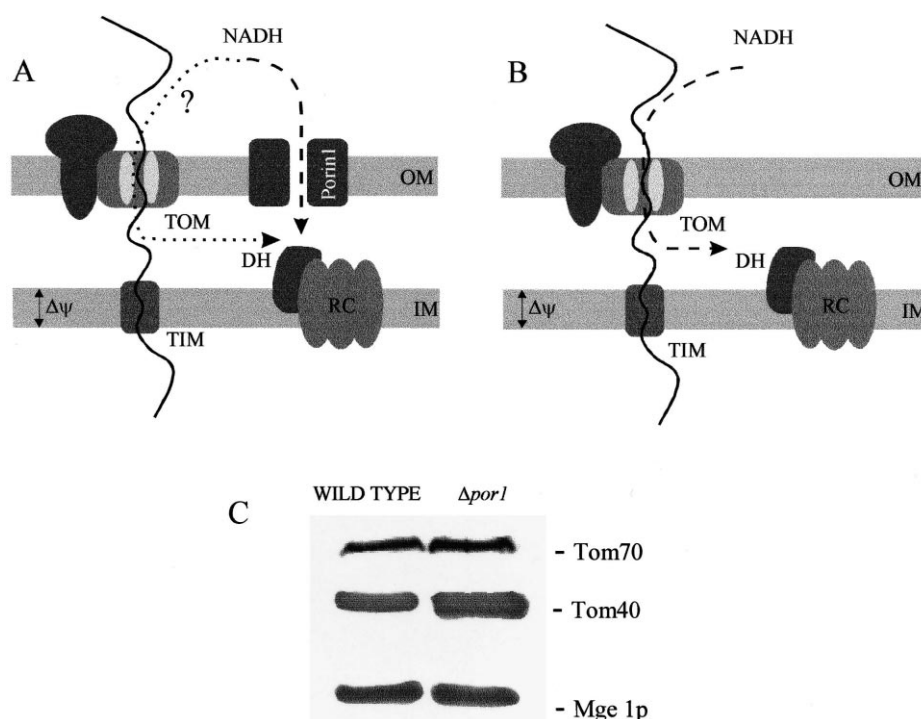 A
NADH
?
Porin1
OM
TOM
DH
Δψ
RC
IM
TIM
B
NADH
OM
TOM
DH
Δψ
RC
IM
TIM
C
WILD TYPE Δpor1
- Tom70
- Tom40
- Mge 1p